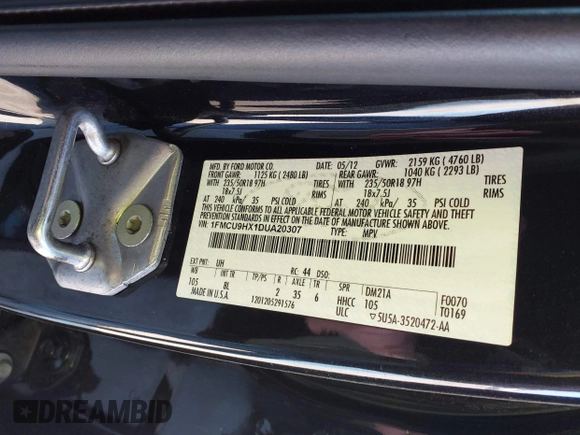 MFD. BY FORD MOTOR CO.
DATE: 05/12 GVWR: 2159 KG ( 4760 LB)
FRONT GAWR: 1125 KG ( 2480 LB) REAR GAWR: 1040 KG ( 2293 LB)
WITH 235/50R18 97H TIRES WITH 235/50R18 97H TIRES
18x7.5J RIMS 18x7.5J RIMS
AT 240 kPa/ 35 PSI COLD AT 240 kPa/ 35 PSI COLD
THIS VEHICLE CONFORMS TO ALL APPLICABLE FEDERAL MOTOR VEHICLE SAFETY AND THEFT
PREVENTION STANDARDS IN EFFECT ON THE DATE OF MANUFACTURE SHOWN ABOVE.
VIN: 1FMCU9HX1DUA20307 TYPE: MPV
EXT PNT: UH RC: 44 DSO:
WB INT TR TP/PS R AXLE TR SPR DM21A F0070
105 BL 2 35 6 HHCC 105 T0169
MADE IN U.S.A. 1201205291576 ULC ▽5U5A-3520472-AA
DREAMBID